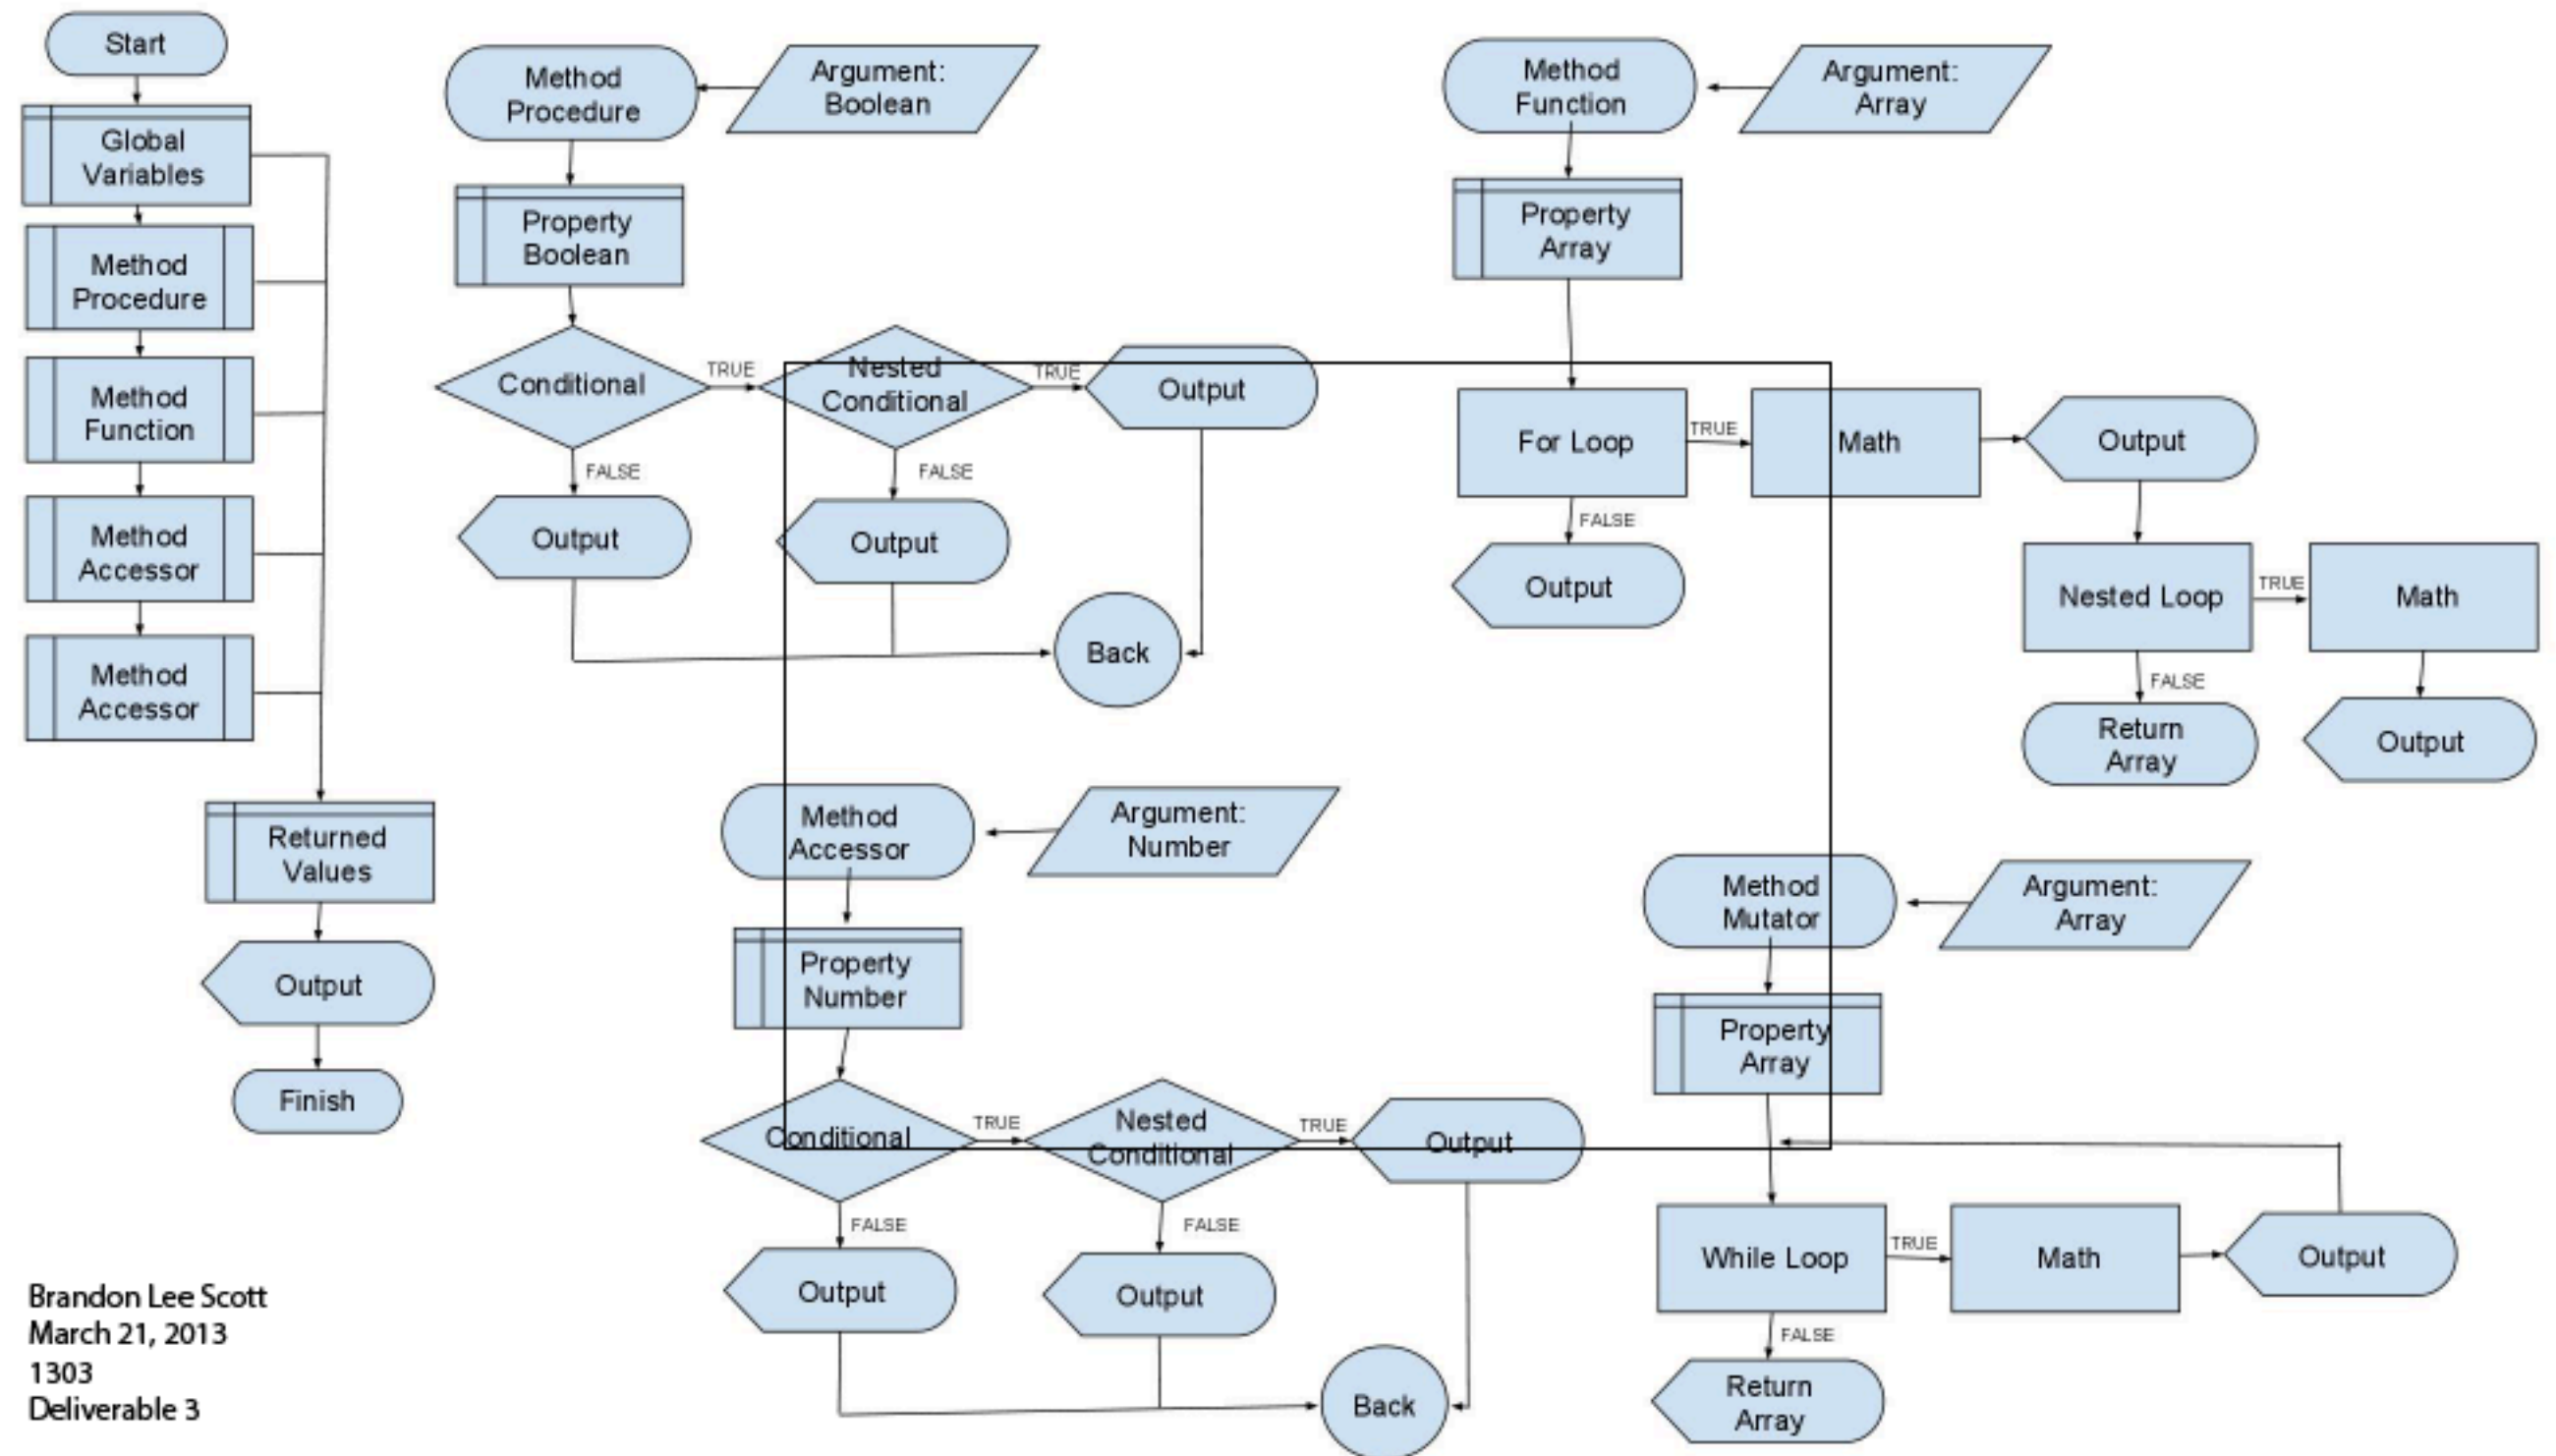 Start
Global
Variables
Method
Procedure
Method
Function
Method
Accessor
Method
Accessor
Returned
Values
Output
Finish
Method
Procedure
Argument:
Boolean
Property
Boolean
Conditional
TRUE
Nested
Conditional
TRUE
Output
FALSE
Output
FALSE
Output
Back
Method
Function
Argument:
Array
Property
Array
For Loop
TRUE
Math
Output
FALSE
Output
Nested Loop
TRUE
Math
FALSE
Return
Array
Output
Method
Accessor
Argument:
Number
Property
Number
Conditional
TRUE
Nested
Conditional
TRUE
Output
FALSE
Output
FALSE
Output
Back
Method
Mutator
Argument:
Array
Property
Array
While Loop
TRUE
Math
Output
FALSE
Return
Array
Brandon Lee Scott
March 21, 2013
1303
Deliverable 3